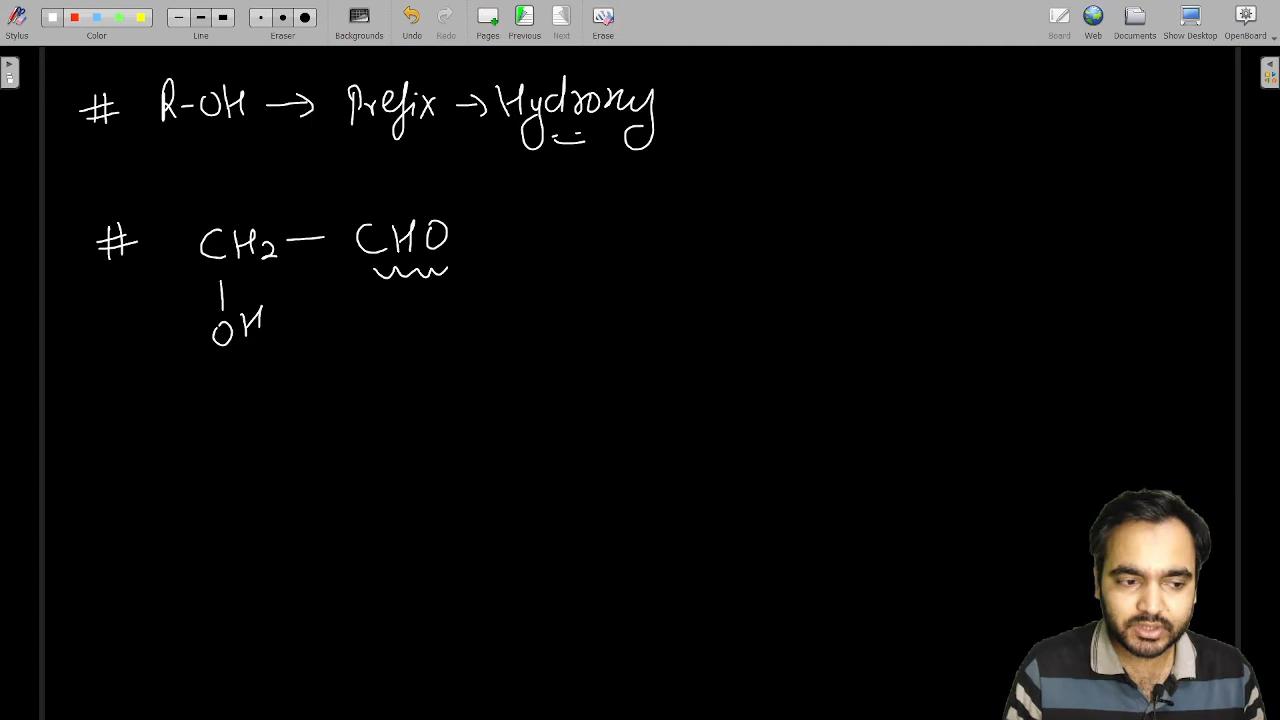 Stylus
Color
Line
Eraser
Backgrounds
Undo
Redo
Pages
Previous
Next
Erase
Board
Web
Documents
Show Desktop
OpenBoard
# R-OH → Prefix → Hydroxy
# CH2 — CHO
|
OH